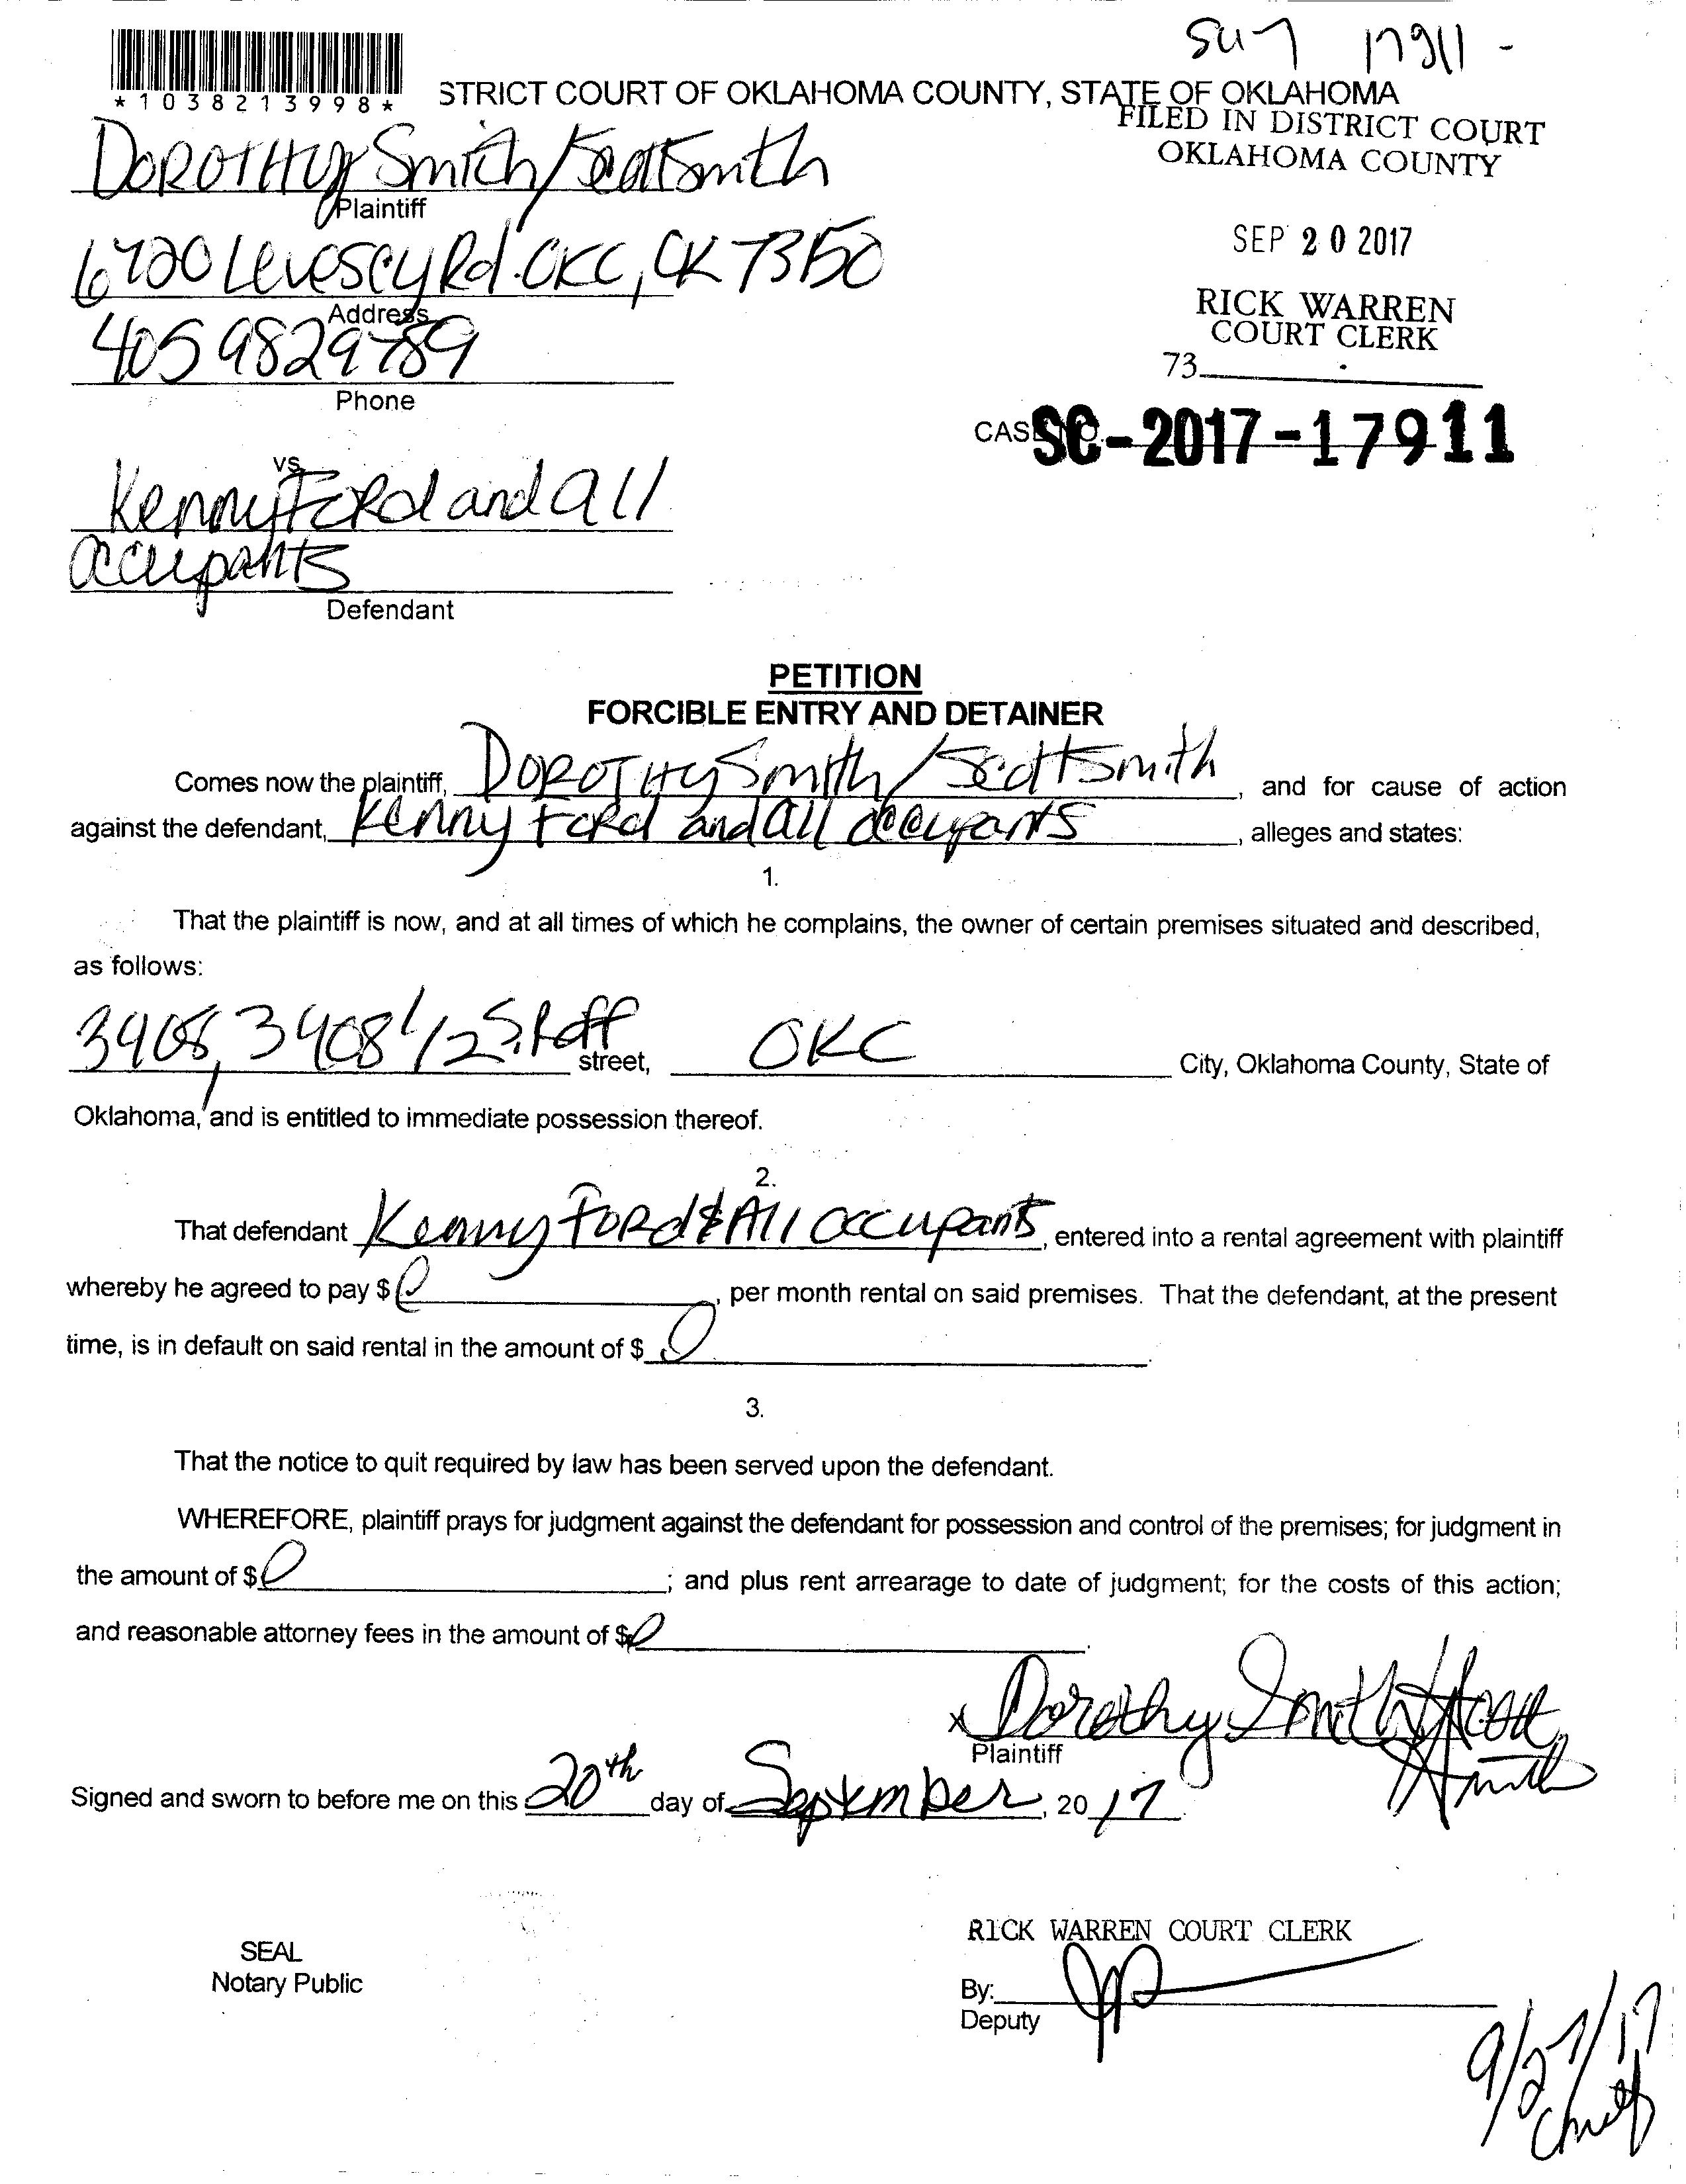 17911
*1038213998*
STRICT COURT OF OKLAHOMA COUNTY, STATE OF OKLAHOMA
FILED IN DISTRICT COURT
OKLAHOMA COUNTY
DOROTHY Smith/Scott Smith
Plaintiff
SEP 20 2017
6720 Levescy Rd. OKC, OK 73150
Address
RICK WARREN
COURT CLERK
405 9829789
Phone
73
CASE NO. SC-2017-17911
vs.
Kenny Ford and all
occupants
Defendant
PETITION
FORCIBLE ENTRY AND DETAINER
Comes now the plaintiff, DOROTHY Smith/Scott Smith, and for cause of action
against the defendant, Kenny Ford and all occupants, alleges and states:
1.
That the plaintiff is now, and at all times of which he complains, the owner of certain premises situated and described,
as follows:
3408, 3408 1/2 S. Raff street, OKC City, Oklahoma County, State of
Oklahoma, and is entitled to immediate possession thereof.
2.
That defendant Kenny Ford & All occupants, entered into a rental agreement with plaintiff
whereby he agreed to pay $ 0, per month rental on said premises. That the defendant, at the present
time, is in default on said rental in the amount of $ 0.
3.
That the notice to quit required by law has been served upon the defendant.
WHEREFORE, plaintiff prays for judgment against the defendant for possession and control of the premises; for judgment in
the amount of $ 0; and plus rent arrearage to date of judgment; for the costs of this action;
and reasonable attorney fees in the amount of $ 0.
x Dorothy Smith / Scott
Smith
Plaintiff
Signed and sworn to before me on this 20th day of September, 20 17.
RICK WARREN COURT CLERK
SEAL
Notary Public
By:
Deputy
9/27/17